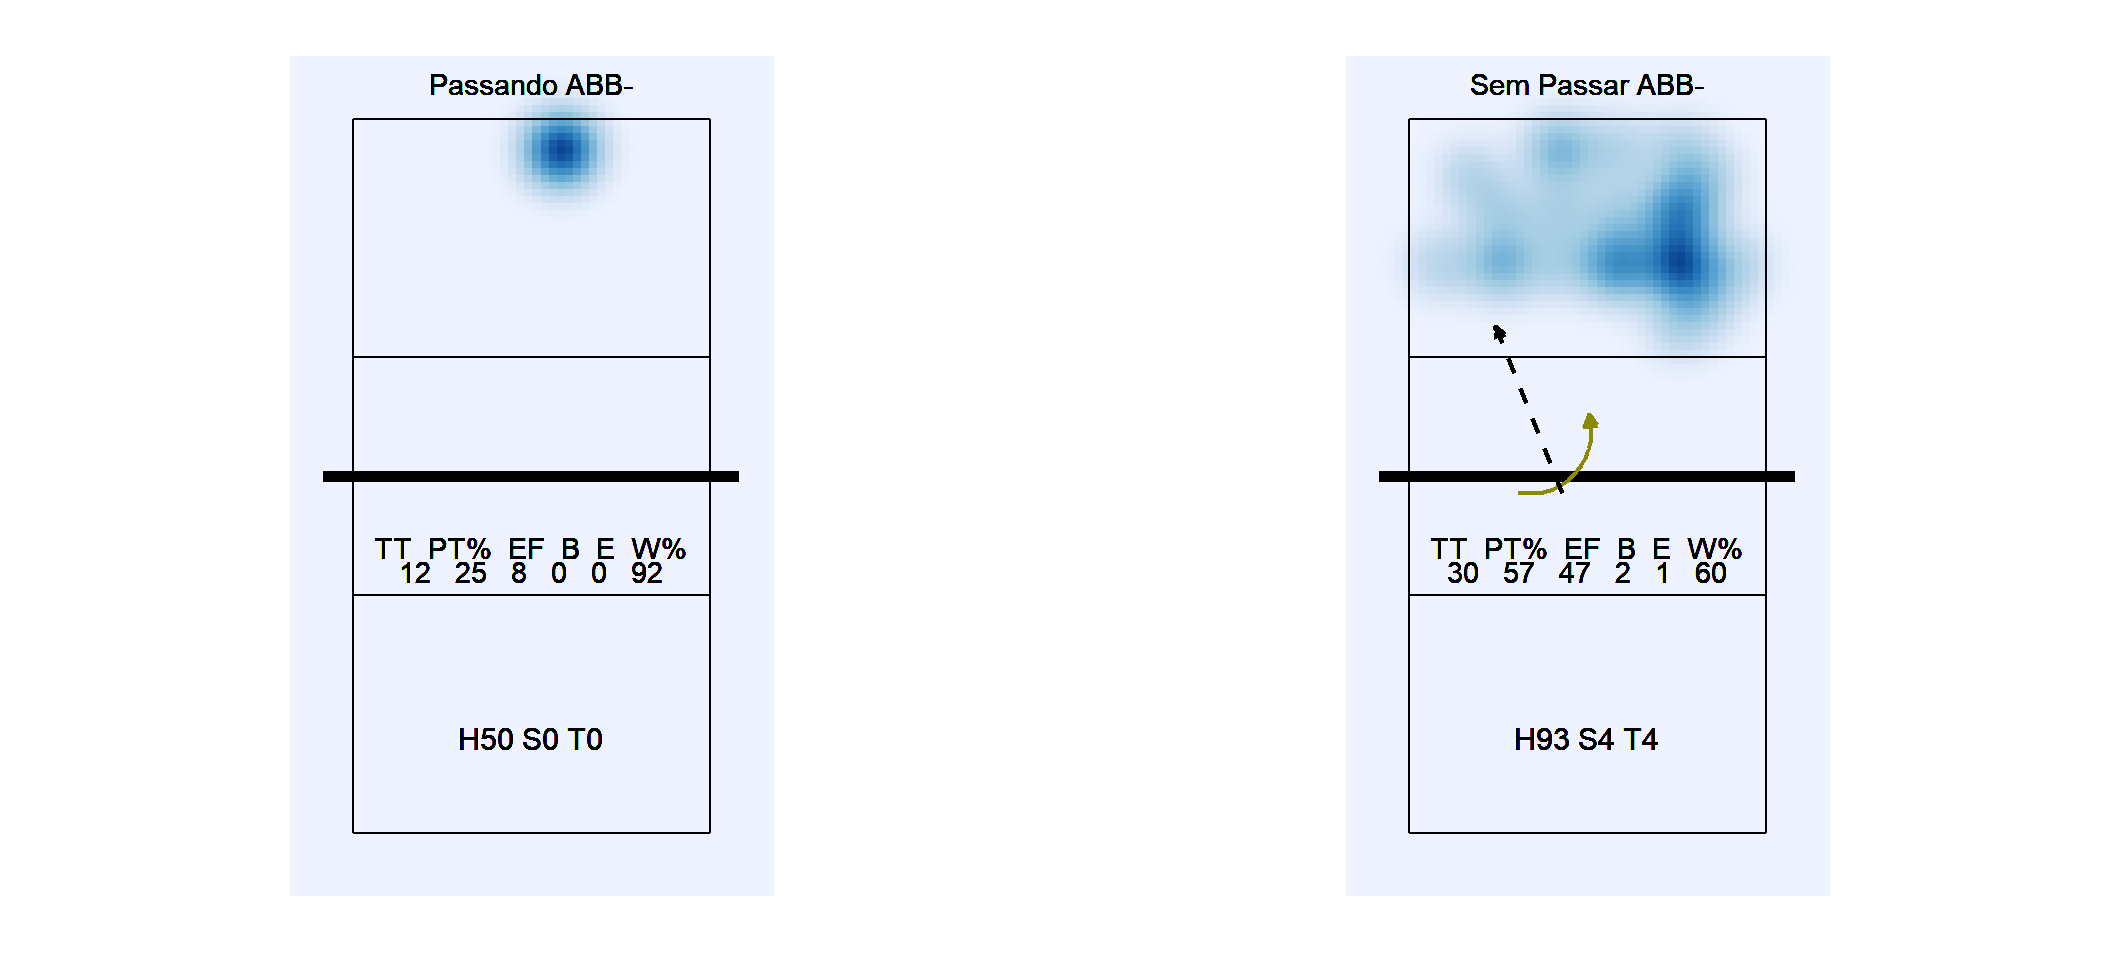 Passando ABB-
TT PT% EF B E W%
12 25 8 0 0 92
H50 S0 T0
Sem Passar ABB-
TT PT% EF B E W%
30 57 47 2 1 60
H93 S4 T4